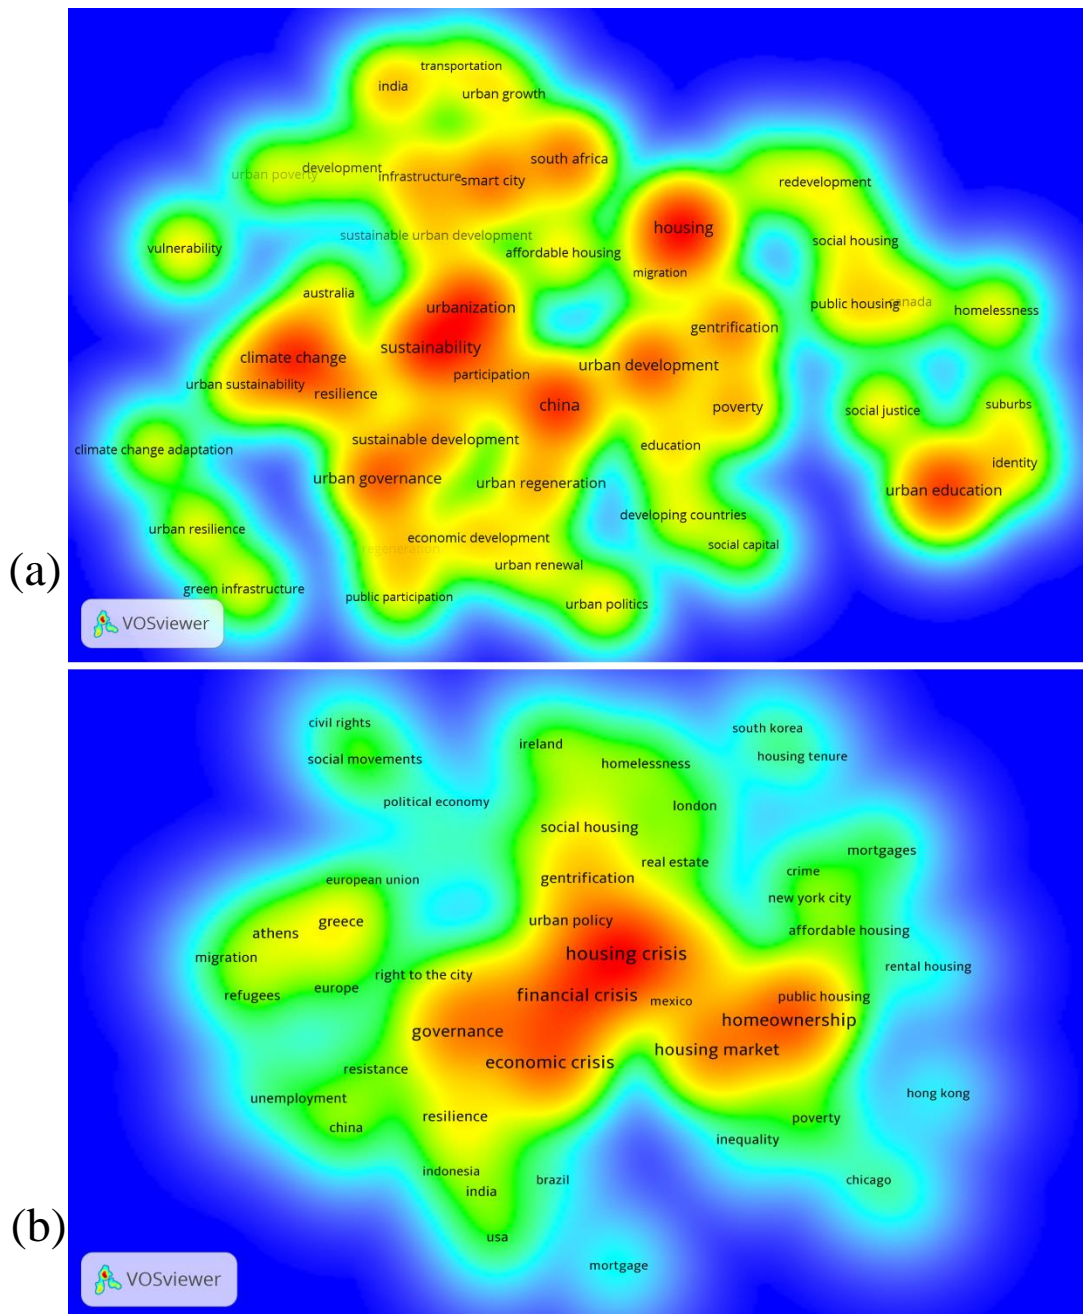 transportation
india
urban growth
south africa
development
urban poverty
infrastructure
smart city
redevelopment
housing
sustainable urban development
social housing
vulnerability
affordable housing
migration
australia
urbanization
public housing
canada
homelessness
gentrification
sustainability
climate change
urban development
participation
urban sustainability
resilience
china
poverty
social justice
suburbs
sustainable development
education
climate change adaptation
identity
urban governance
urban regeneration
urban education
developing countries
urban resilience
economic development
regeneration
social capital
urban renewal
(a)
green infrastructure
public participation
urban politics
VOSviewer
civil rights
south korea
ireland
social movements
housing tenure
homelessness
political economy
london
social housing
mortgages
real estate
crime
european union
gentrification
new york city
greece
urban policy
athens
affordable housing
housing crisis
migration
rental housing
right to the city
europe
refugees
financial crisis
mexico
public housing
homeownership
governance
housing market
economic crisis
resistance
hong kong
unemployment
resilience
poverty
china
inequality
indonesia
brazil
chicago
india
(b)
usa
mortgage
VOSviewer